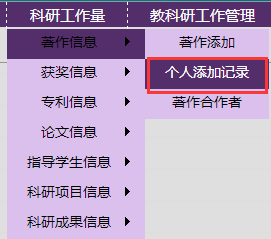 科研工作量 教科研工作管理
著作信息 著作添加
获奖信息 个人添加记录
专利信息 著作合作者
论文信息
指导学生信息
科研项目信息
科研成果信息